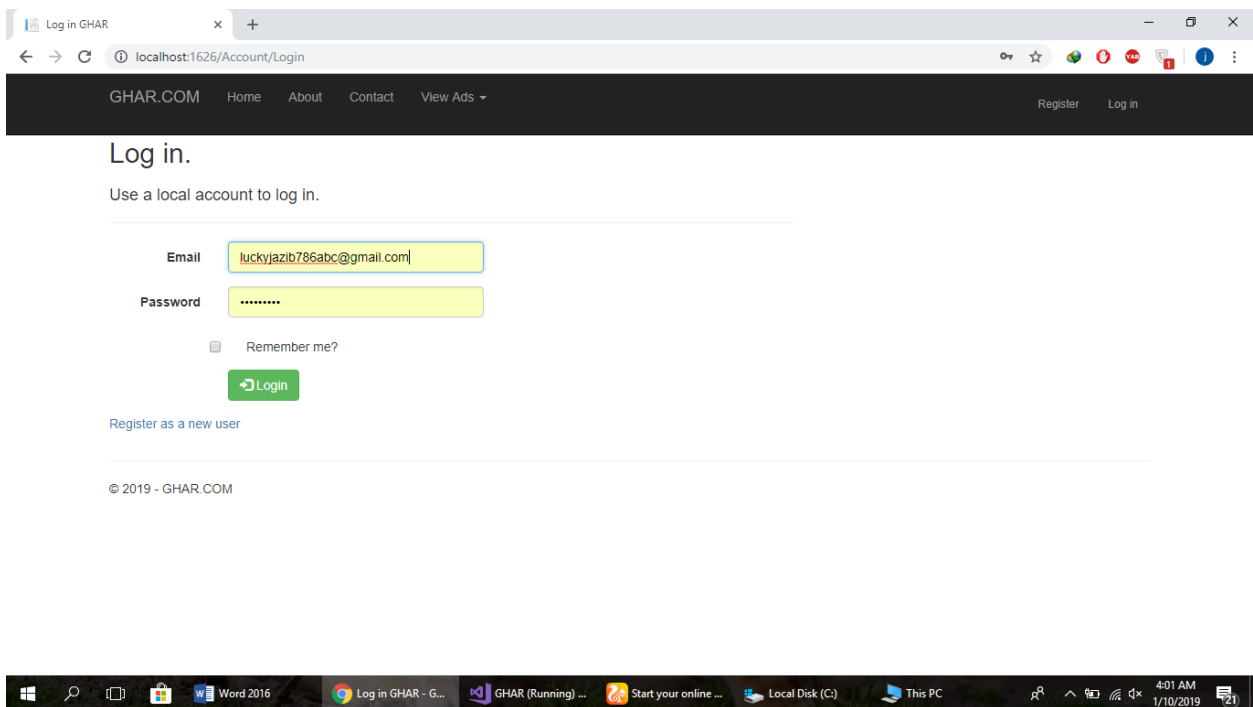 Log in GHAR
localhost:1626/Account/Login
GHAR.COM Home About Contact View Ads Register Log in
Log in.
Use a local account to log in.
Email luckyjazib786abc@gmail.com
Password •••••••••
Remember me?
Login
Register as a new user
© 2019 - GHAR.COM
Word 2016 Log in GHAR - G... GHAR (Running) ... Start your online ... Local Disk (C:) This PC 4:01 AM
1/10/2019 21